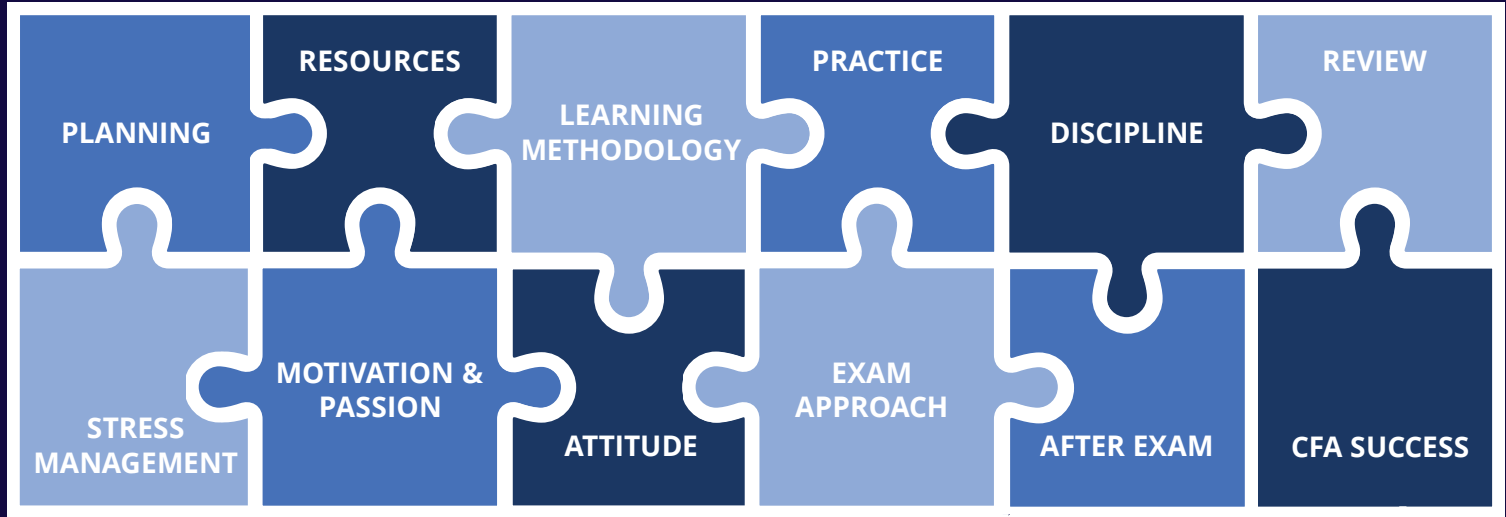 PLANNING
RESOURCES
LEARNING
METHODOLOGY
PRACTICE
DISCIPLINE
REVIEW
STRESS
MANAGEMENT
MOTIVATION &
PASSION
ATTITUDE
EXAM
APPROACH
AFTER EXAM
CFA SUCCESS